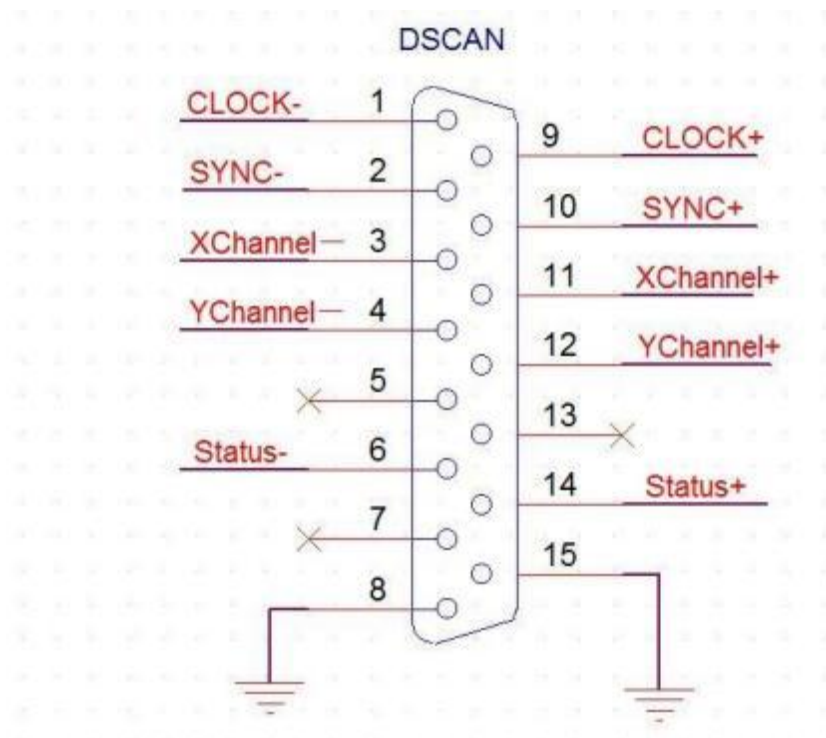 DSCAN
CLOCK- 1
9 CLOCK+
SYNC- 2
10 SYNC+
XChannel— 3
11 XChannel+
YChannel— 4
12 YChannel+
5
13
Status- 6
14 Status+
7
15
8